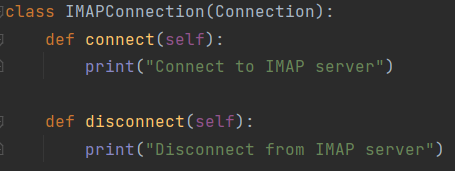 class IMAPConnection(Connection):
    def connect(self):
        print("Connect to IMAP server")
    def disconnect(self):
        print("Disconnect from IMAP server")